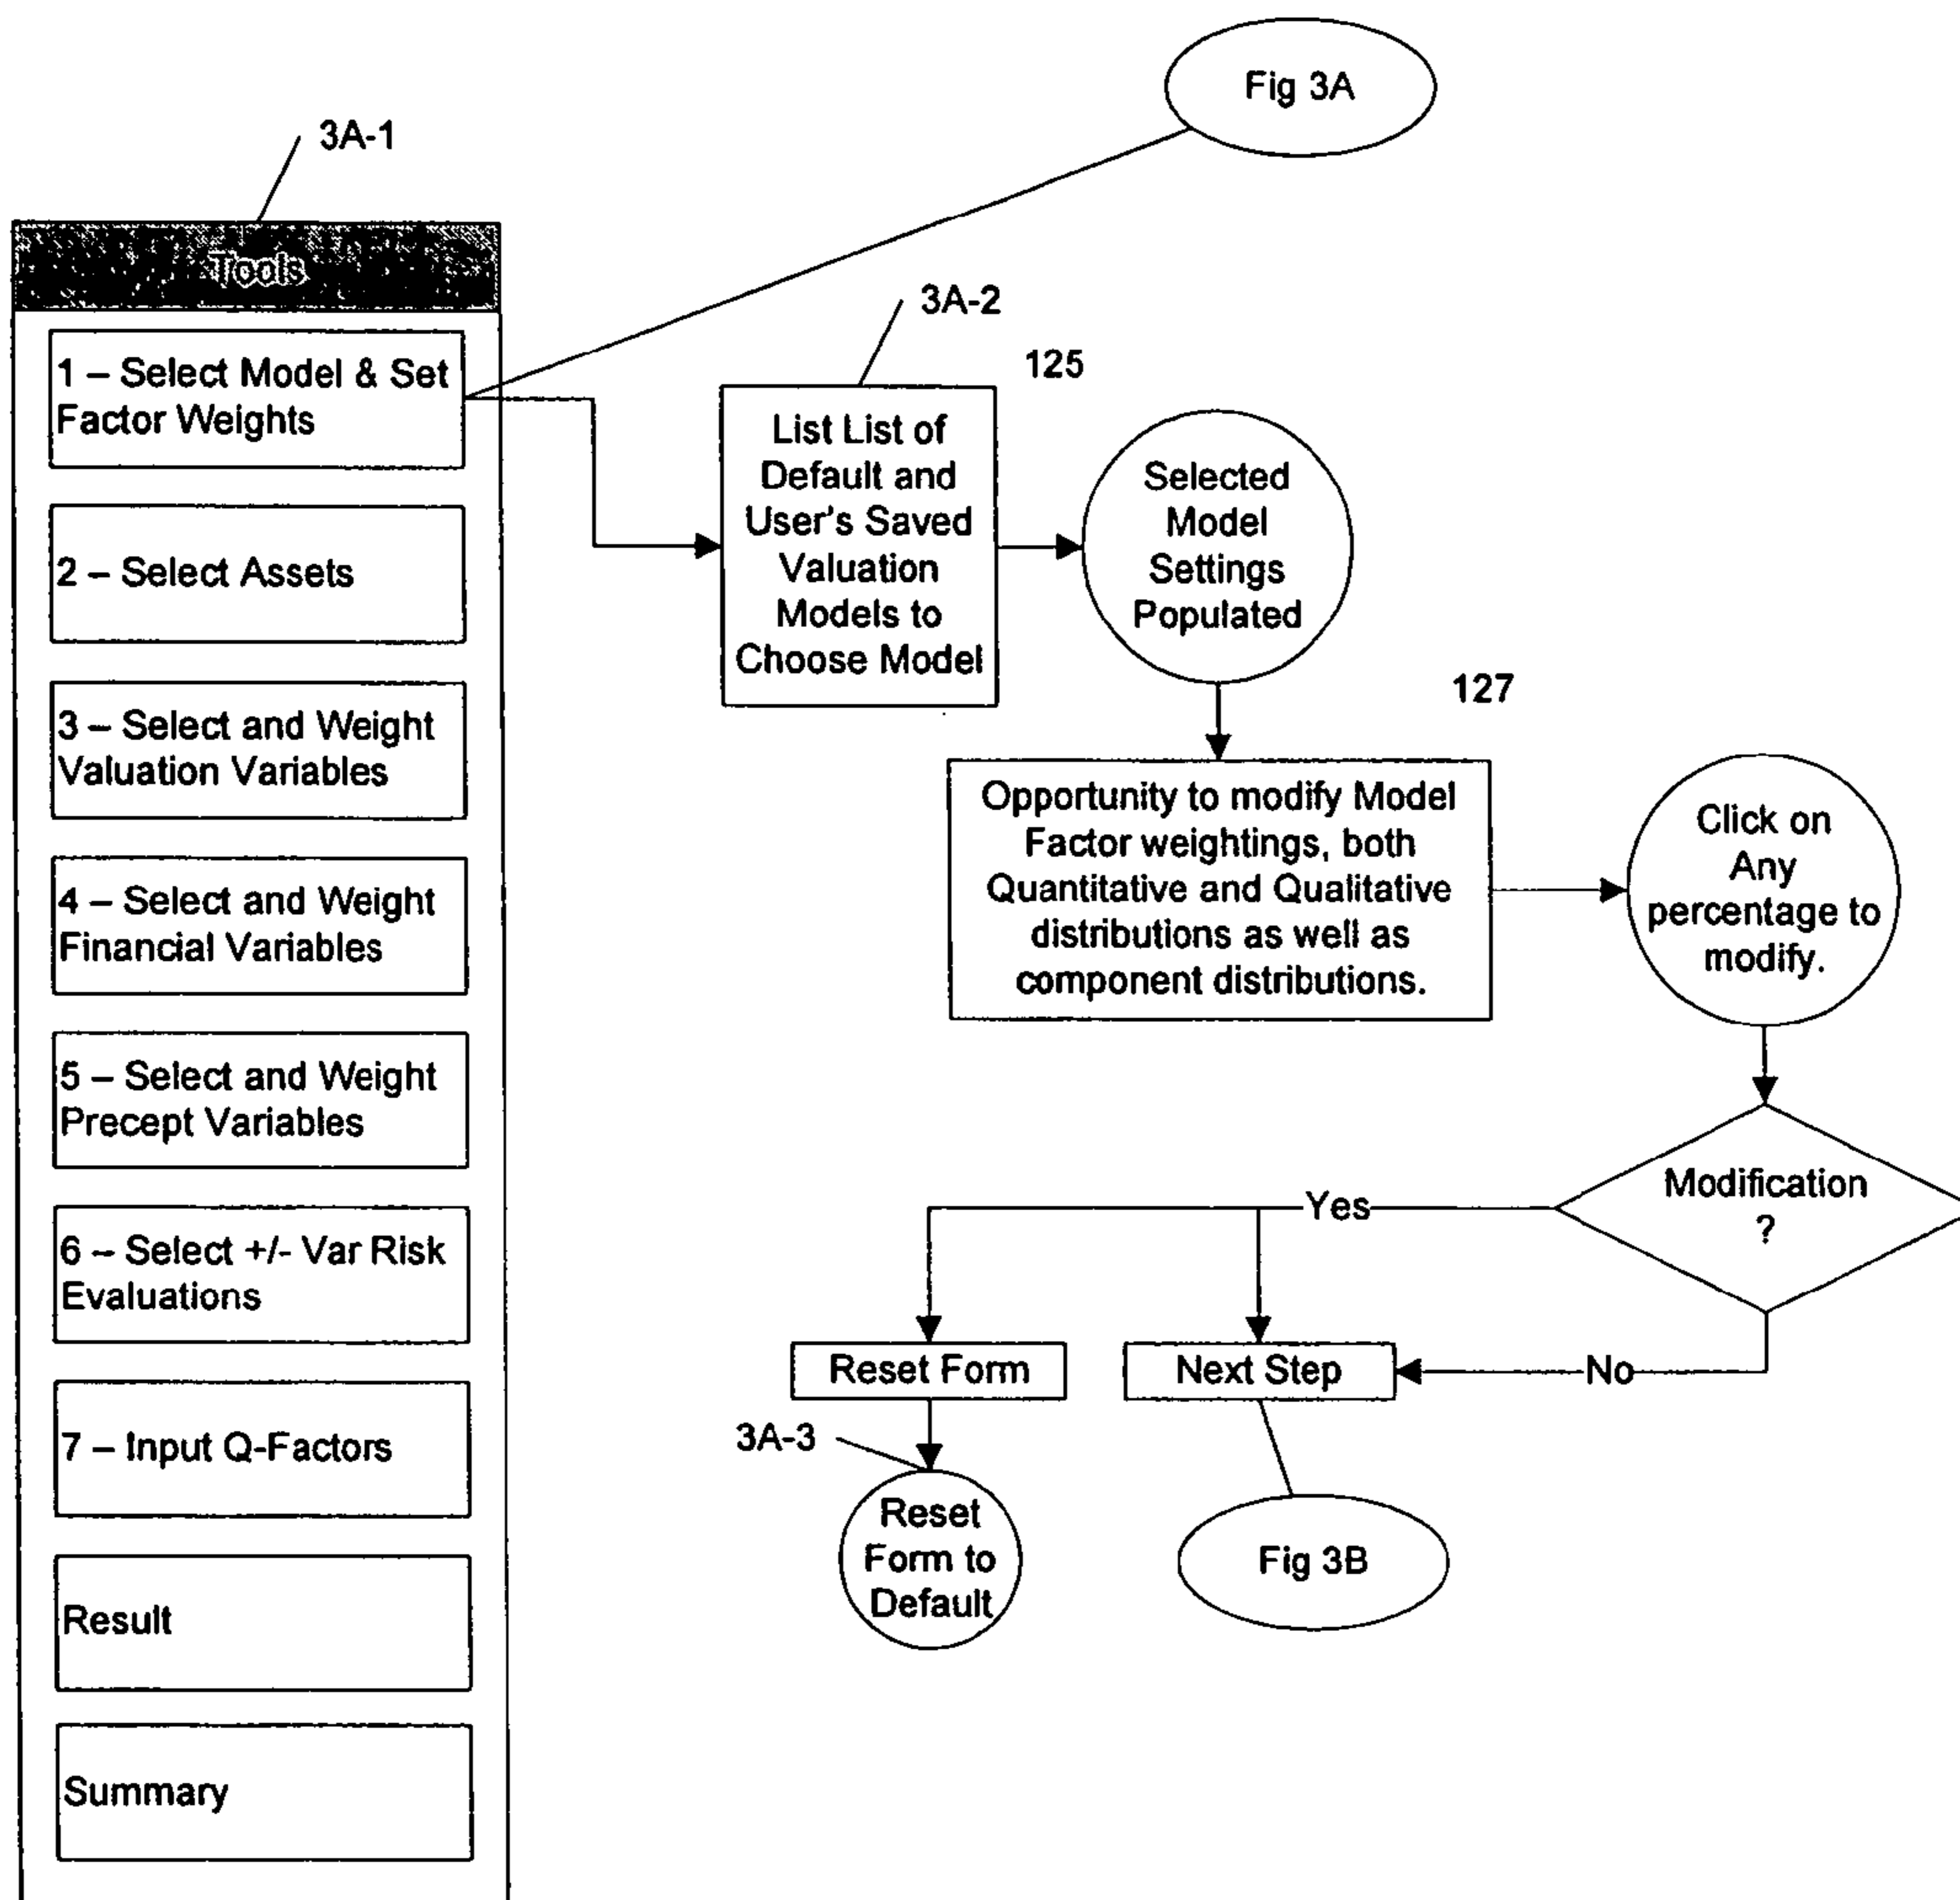 Fig 3A
3A-1
Tools
1 – Select Model & Set
Factor Weights
2 – Select Assets
3 – Select and Weight
Valuation Variables
4 – Select and Weight
Financial Variables
5 – Select and Weight
Precept Variables
6 – Select +/- Var Risk
Evaluations
7 – Input Q-Factors
Result
Summary
3A-2
List List of
Default and
User's Saved
Valuation
Models to
Choose Model
125
Selected
Model
Settings
Populated
127
Opportunity to modify Model
Factor weightings, both
Quantitative and Qualitative
distributions as well as
component distributions.
Click on
Any
percentage to
modify.
Modification
?
Yes
No
Reset Form
Next Step
3A-3
Reset
Form to
Default
Fig 3B